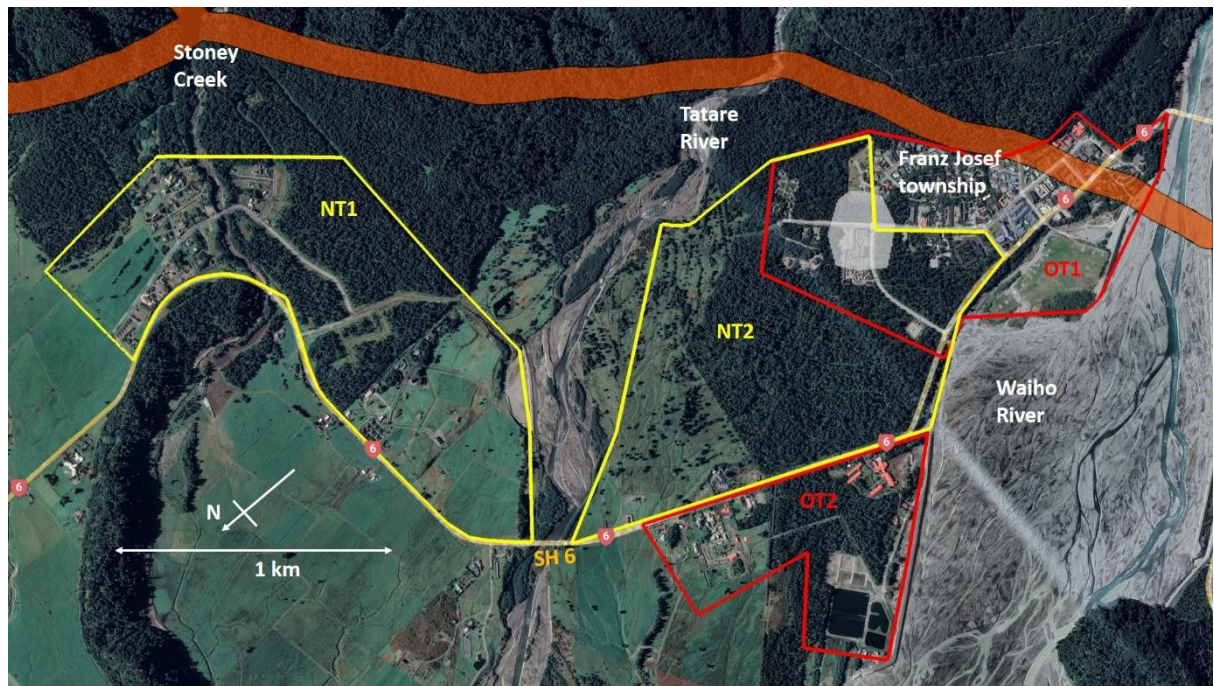 Stoney
Creek
Tatare
River
Franz Josef
township
6
6
NT1
OT1
NT2
Waiho
River
6
6
6
6
N
OT2
SH 6
1 km